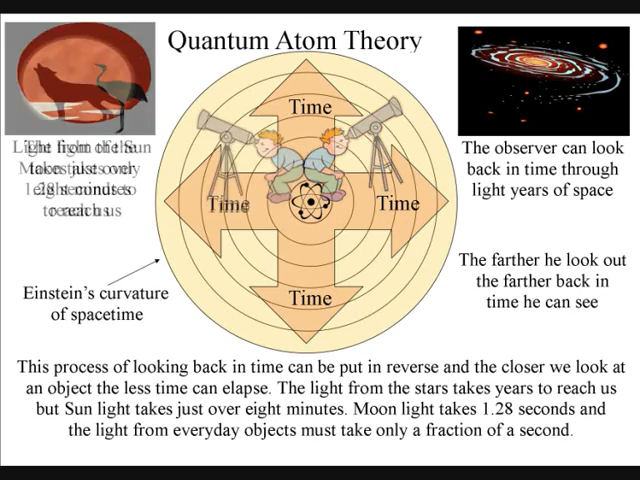 Quantum Atom Theory
Time
The observer can look
back in time through
light years of space
to reach us
Time
Time
The farther he look out
the farther back in
time he can see
Einstein's curvature
of spacetime
Time
This process of looking back in time can be put in reverse and the closer we look at
an object the less time can elapse. The light from the stars takes years to reach us
but Sun light takes just over eight minutes. Moon light takes 1.28 seconds and
the light from everyday objects must take only a fraction of a second.